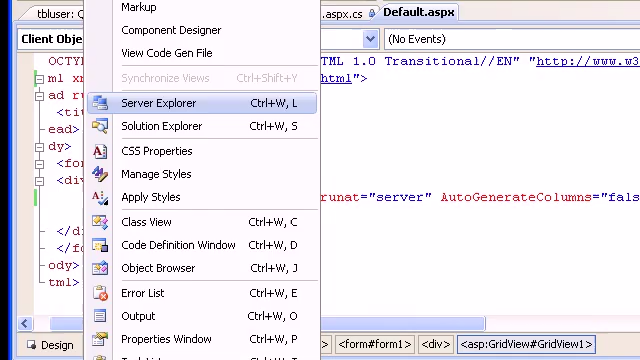 tbluser: Q
.aspx.cs
Default.aspx
Client Obje
(No Events)
Markup
Component Designer
View Code Gen File
Synchronize Views Ctrl+Shift+Y
Server Explorer Ctrl+W, L
Solution Explorer Ctrl+W, S
CSS Properties
Manage Styles
Apply Styles
Class View Ctrl+W, C
Code Definition Window Ctrl+W, D
Object Browser Ctrl+W, J
Error List Ctrl+W, E
Output Ctrl+W, O
Properties Window Ctrl+W, P
OCTY
TML 1.0 Transitional//EN" "http://www.w3
ml xm
html">
ad ru
<tit
ead>
dy>
<for
<div
runat="server" AutoGenerateColumns="fals
</di
</fo
ody>
tml>
Design
<form#form1>
<div>
<asp:GridView#GridView1>